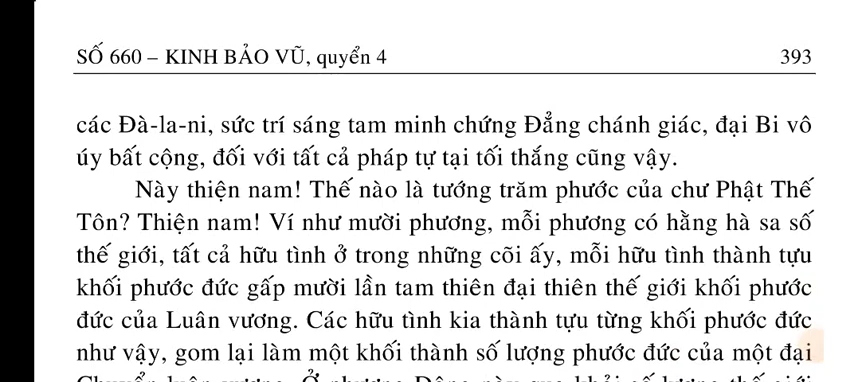 SỐ 660 – KINH BẢO VŨ, quyển 4 393
các Đà-la-ni, sức trí sáng tam minh chứng Đẳng chánh giác, đại Bi vô
úy bất cộng, đối với tất cả pháp tự tại tối thắng cũng vậy.
Này thiện nam! Thế nào là tướng trăm phước của chư Phật Thế
Tôn? Thiện nam! Ví như mười phương, mỗi phương có hằng hà sa số
thế giới, tất cả hữu tình ở trong những cõi ấy, mỗi hữu tình thành tựu
khối phước đức gấp mười lần tam thiên đại thiên thế giới khối phước
đức của Luân vương. Các hữu tình kia thành tựu từng khối phước đức
như vậy, gom lại làm một khối thành số lượng phước đức của một đại